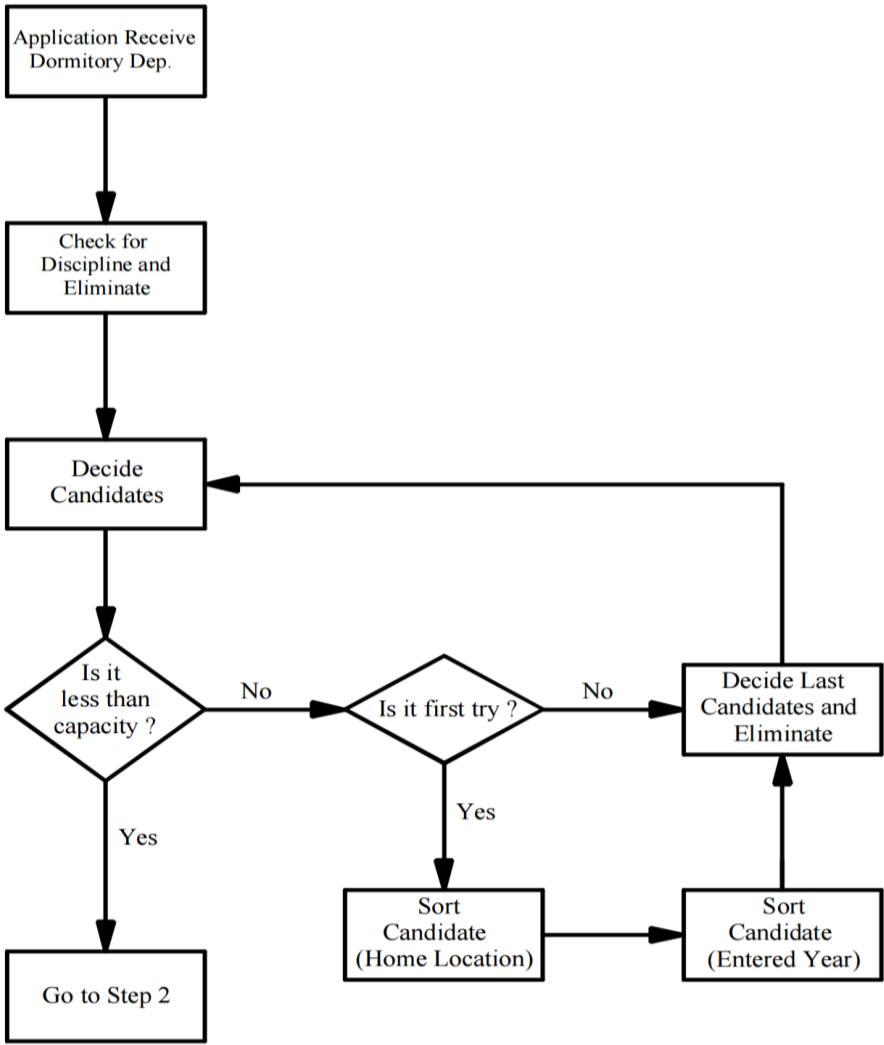 Application Receive
Dormitory Dep.
Check for
Discipline and
Eliminate
Decide
Candidates
Is it
less than
capacity ?
No
Is it first try ?
No
Decide Last
Candidates and
Eliminate
Yes
Yes
Sort
Candidate
(Home Location)
Sort
Candidate
(Entered Year)
Go to Step 2